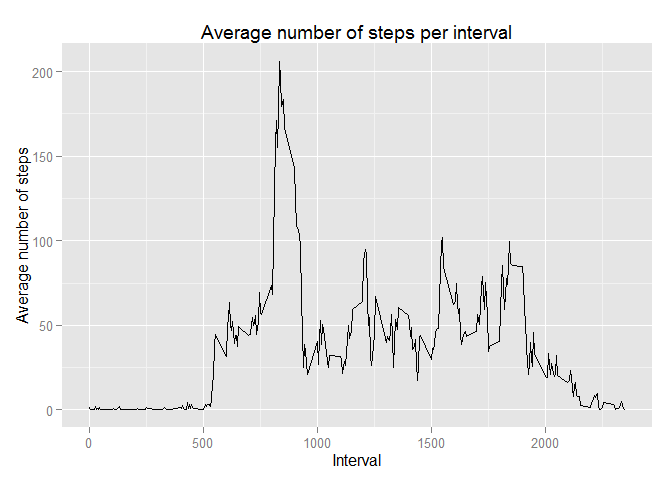 Average number of steps per interval
Average number of steps
200
150
100
50
0
0 500 1000 1500 2000
Interval